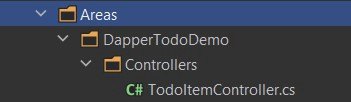 Areas
DapperTodoDemo
Controllers
C# TodoItemController.cs